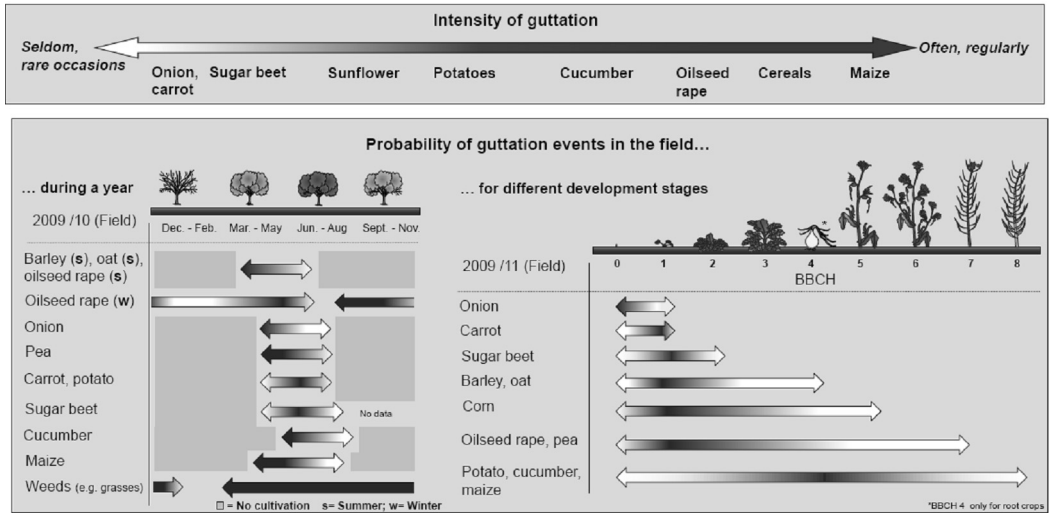 Intensity of guttation
Seldom,
rare occasions
Often, regularly
Onion,
carrot
Sugar beet
Sunflower
Potatoes
Cucumber
Oilseed
rape
Cereals
Maize
Probability of guttation events in the field...
... during a year
2009 /10 (Field)
Dec. - Feb.
Mar. - May
Jun. - Aug
Sept. - Nov.
Barley (s), oat (s),
oilseed rape (s)
Oilseed rape (w)
Onion
Pea
Carrot, potato
Sugar beet
No data
Cucumber
Maize
Weeds (e.g. grasses)
= No cultivation s= Summer; w= Winter
... for different development stages
2009 /11 (Field)
0 1 2 3 4 5 6 7 8
BBCH
Onion
Carrot
Sugar beet
Barley, oat
Corn
Oilseed rape, pea
Potato, cucumber,
maize
*BBCH 4 only for root crops